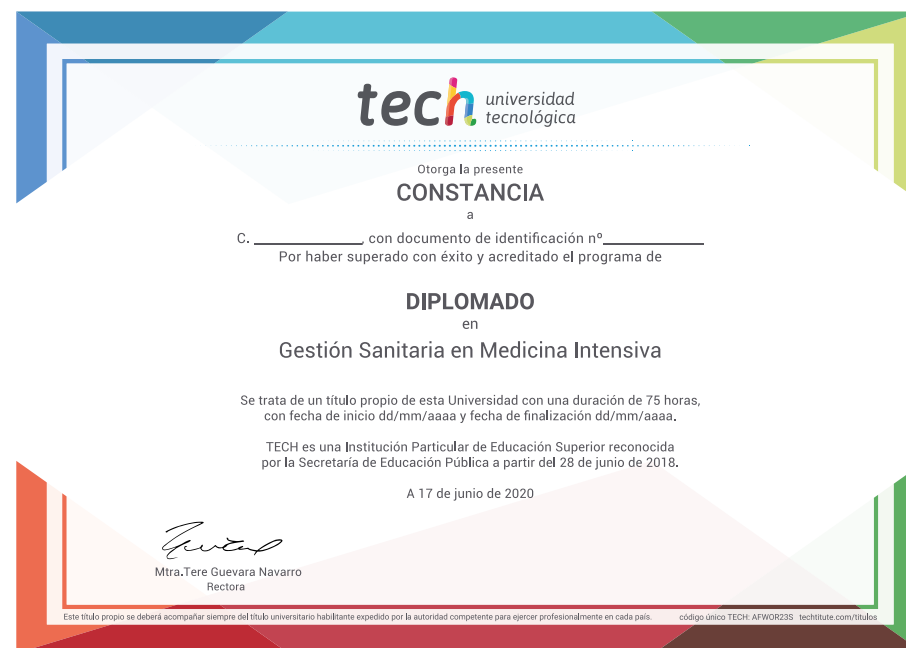 tech universidad
tecnológica
Otorga la presente
CONSTANCIA
a
C. ____________, con documento de identificación nº____________
Por haber superado con éxito y acreditado el programa de
DIPLOMADO
en
Gestión Sanitaria en Medicina Intensiva
Se trata de un título propio de esta Universidad con una duración de 75 horas,
con fecha de inicio dd/mm/aaaa y fecha de finalización dd/mm/aaaa.
TECH es una Institución Particular de Educación Superior reconocida
por la Secretaría de Educación Pública a partir del 28 de junio de 2018.
A 17 de junio de 2020
Mtra.Tere Guevara Navarro
Rectora
Este título propio se deberá acompañar siempre del título universitario habilitante expedido por la autoridad competente para ejercer profesionalmente en cada país. código único TECH: AFWOR23S techtitute.com/titulos